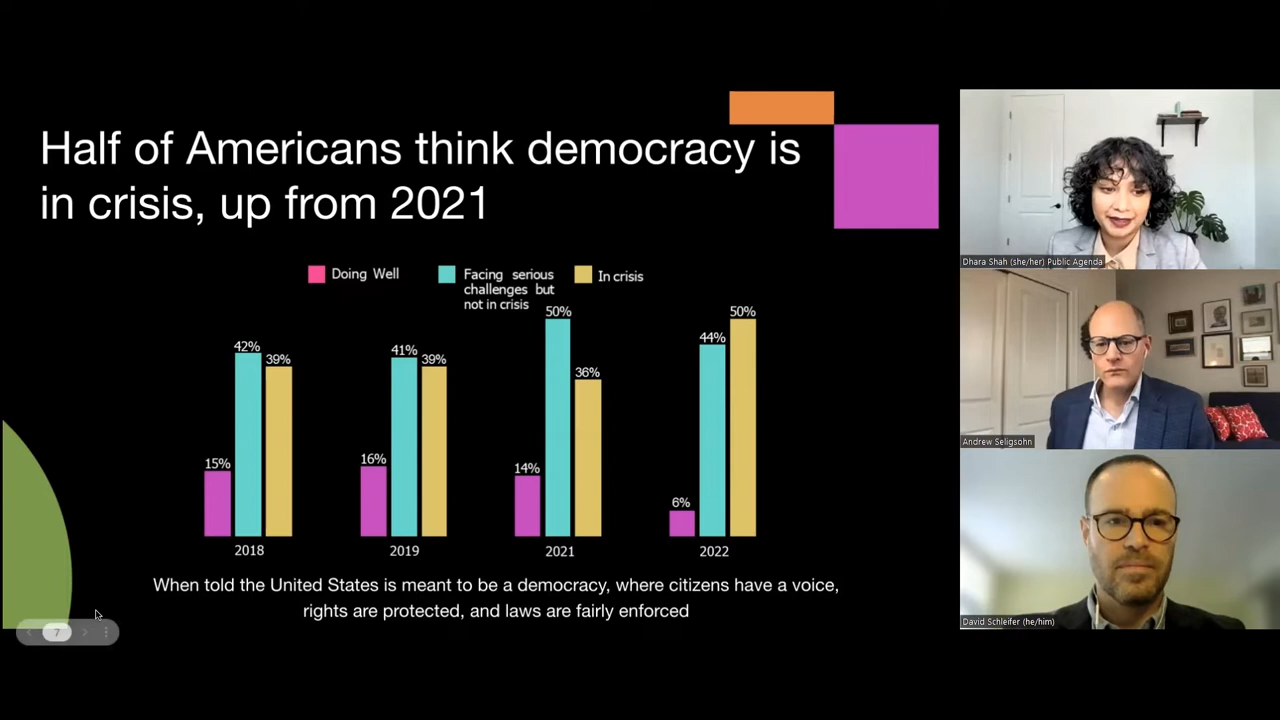 Half of Americans think democracy is
in crisis, up from 2021
Doing Well
Facing serious
challenges but
not in crisis
In crisis
15%
42%
39%
2018
16%
41%
39%
2019
14%
50%
36%
2021
6%
44%
50%
2022
When told the United States is meant to be a democracy, where citizens have a voice,
rights are protected, and laws are fairly enforced
7
Dhara Shah (she/her) Public Agenda
Andrew Seligsohn
David Schleifer (he/him)